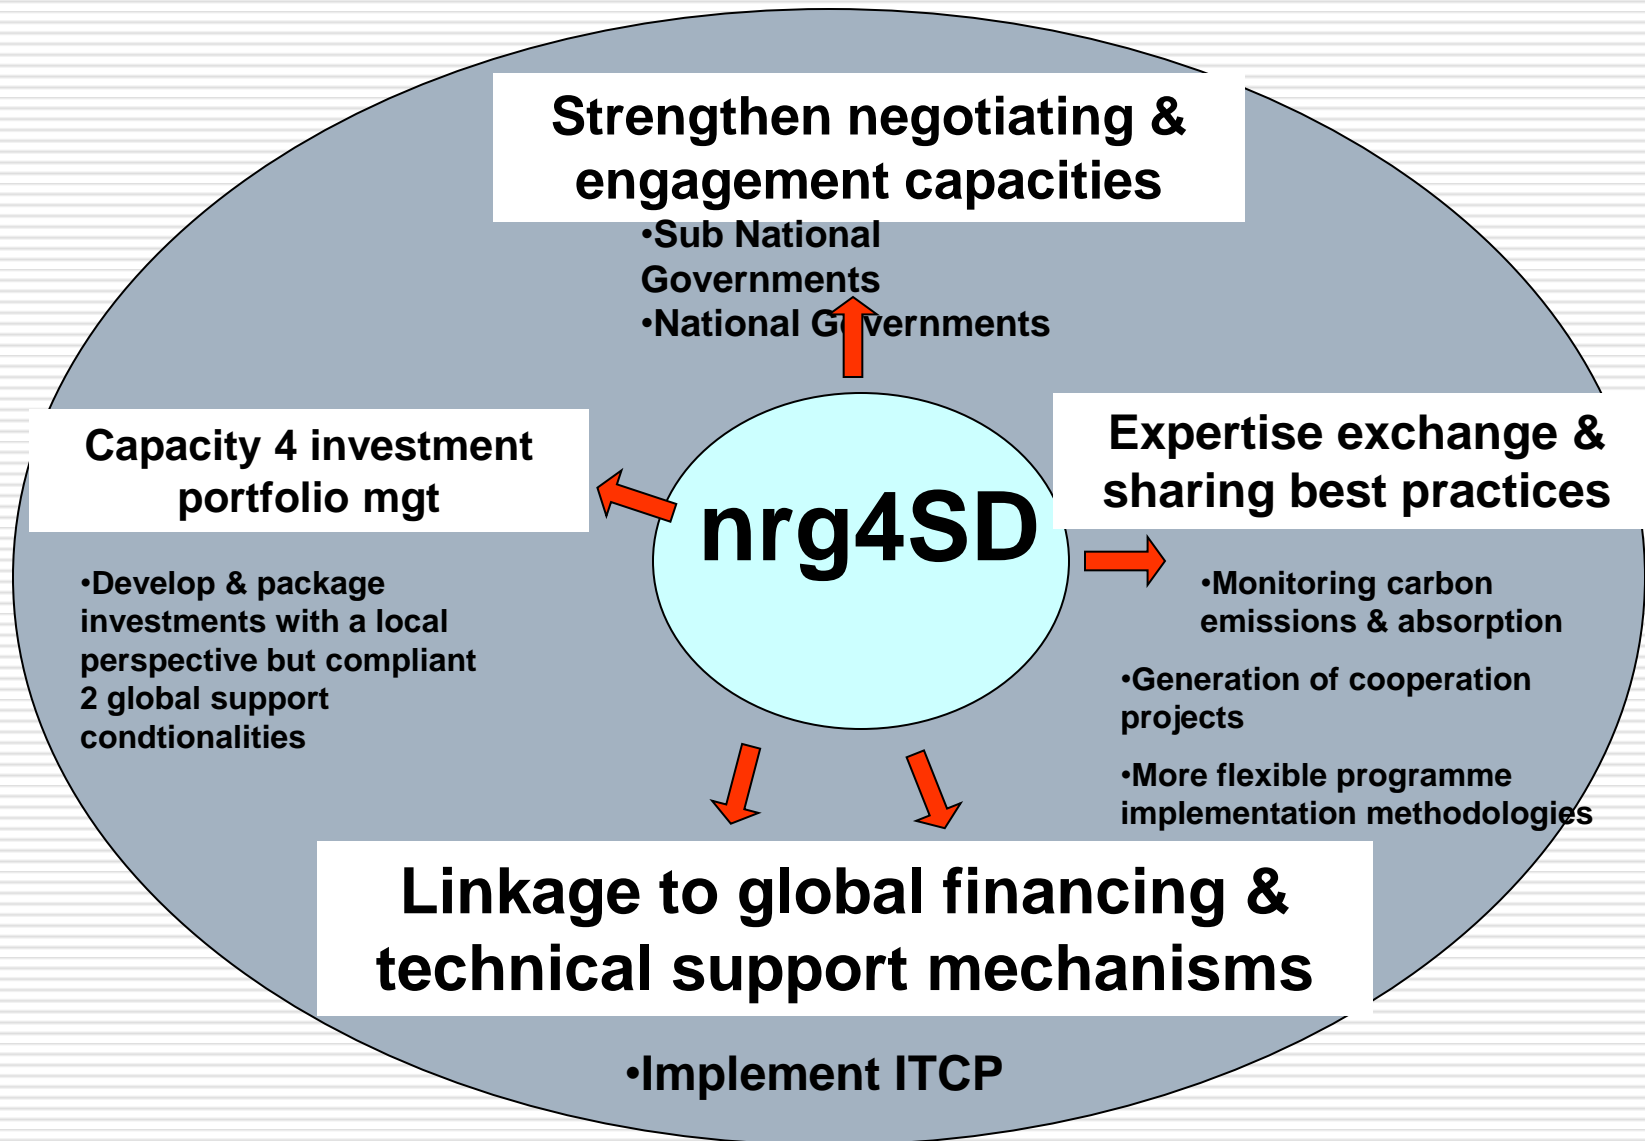 Strengthen negotiating &
engagement capacities
•Sub National
Governments
•National Governments
Capacity 4 investment
portfolio mgt
•Develop & package
investments with a local
perspective but compliant
2 global support
condtionalities
nrg4SD
Expertise exchange &
sharing best practices
•Monitoring carbon
emissions & absorption
•Generation of cooperation
projects
•More flexible programme
implementation methodologies
Linkage to global financing &
technical support mechanisms
•Implement ITCP